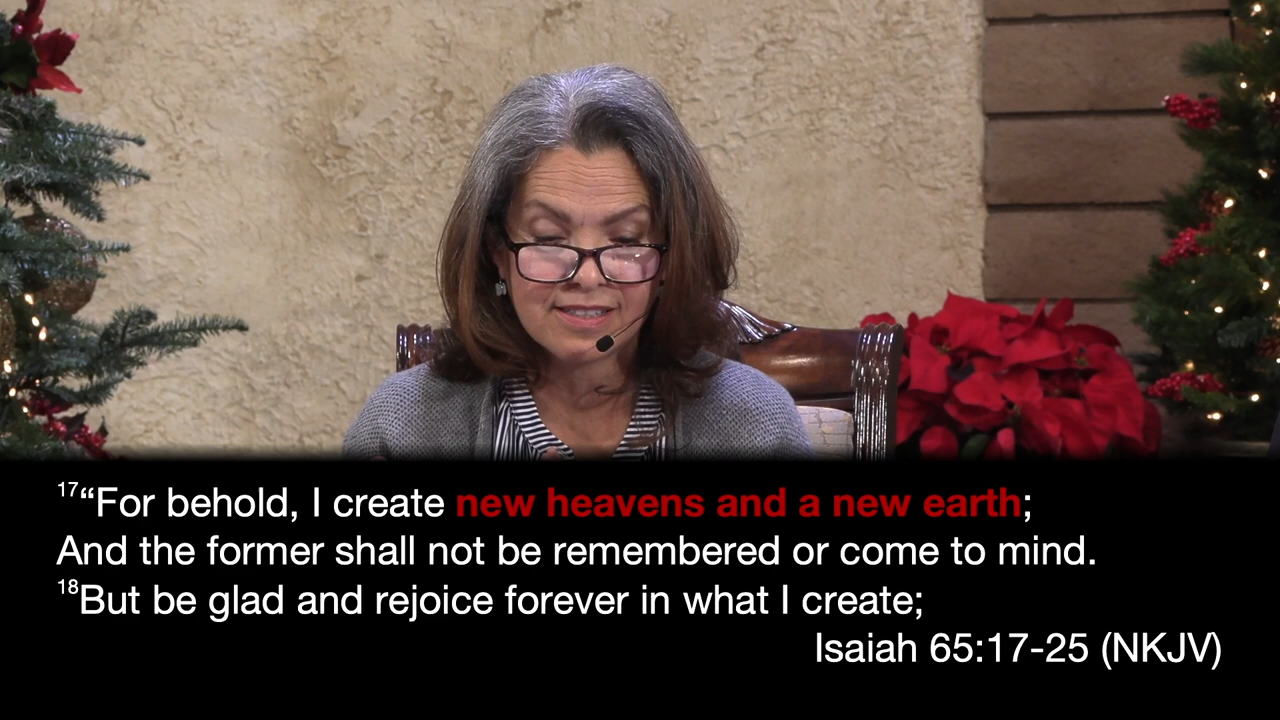 17“For behold, I create new heavens and a new earth;
And the former shall not be remembered or come to mind.
18But be glad and rejoice forever in what I create;
Isaiah 65:17-25 (NKJV)